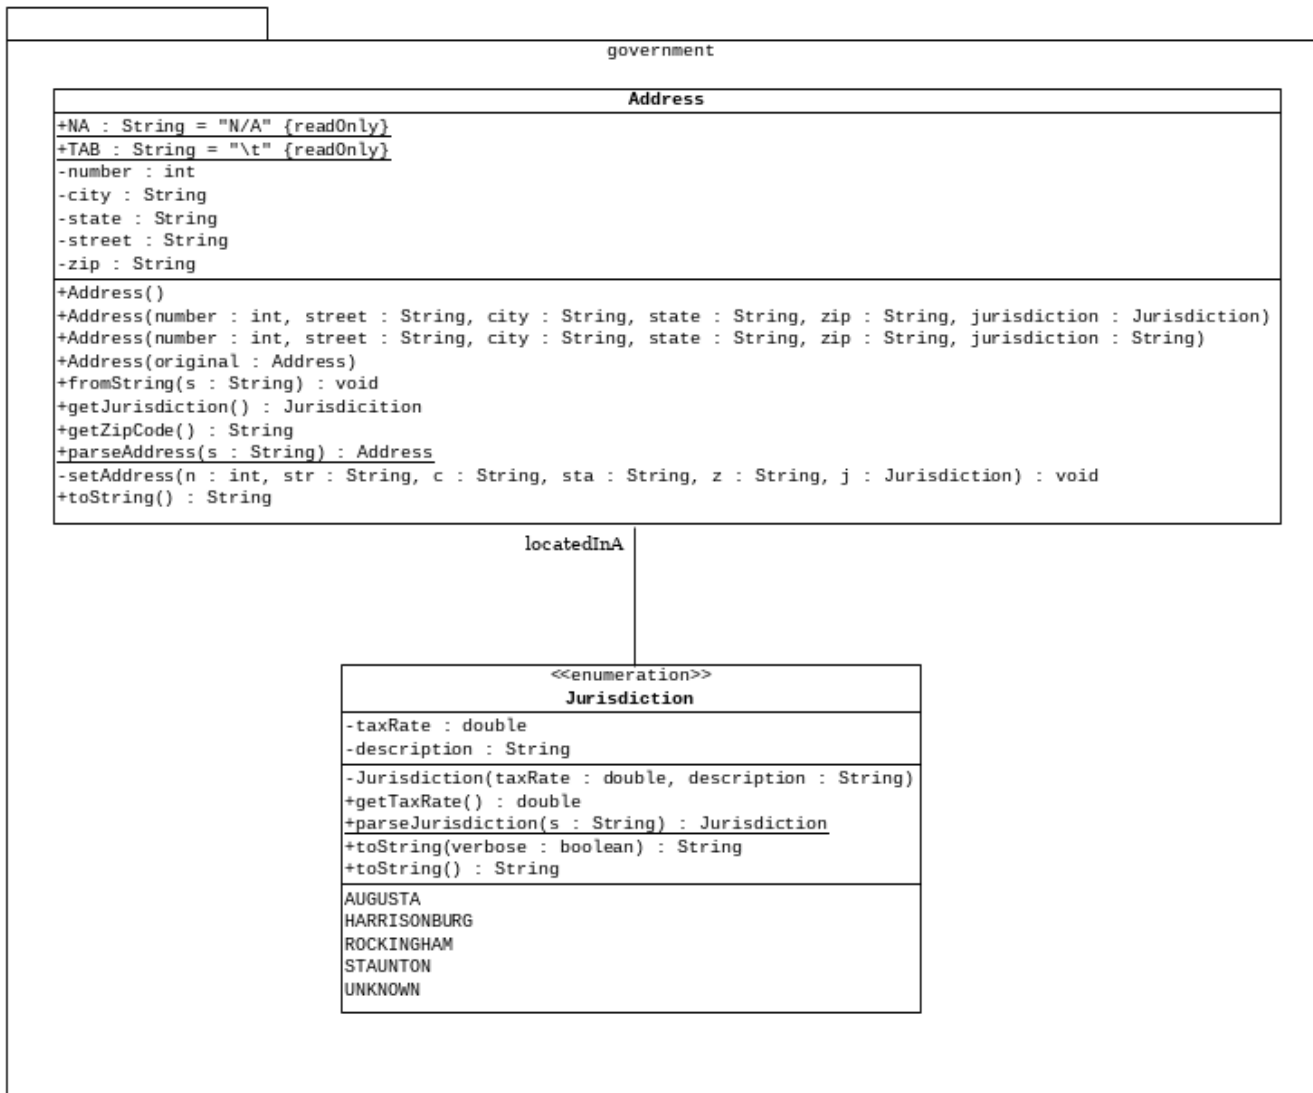 government
Address
+NA : String = "N/A" {readOnly}
+TAB : String = "\t" {readOnly}
-number : int
-city : String
-state : String
-street : String
-zip : String
+Address()
+Address(number : int, street : String, city : String, state : String, zip : String, jurisdiction : Jurisdiction)
+Address(number : int, street : String, city : String, state : String, zip : String, jurisdiction : String)
+Address(original : Address)
+fromString(s : String) : void
+getJurisdiction() : Jurisdicition
+getZipCode() : String
+parseAddress(s : String) : Address
-setAddress(n : int, str : String, c : String, sta : String, z : String, j : Jurisdiction) : void
+toString() : String
locatedInA
<<enumeration>>
Jurisdiction
-taxRate : double
-description : String
-Jurisdiction(taxRate : double, description : String)
+getTaxRate() : double
+parseJurisdiction(s : String) : Jurisdiction
+toString(verbose : boolean) : String
+toString() : String
AUGUSTA
HARRISONBURG
ROCKINGHAM
STAUNTON
UNKNOWN